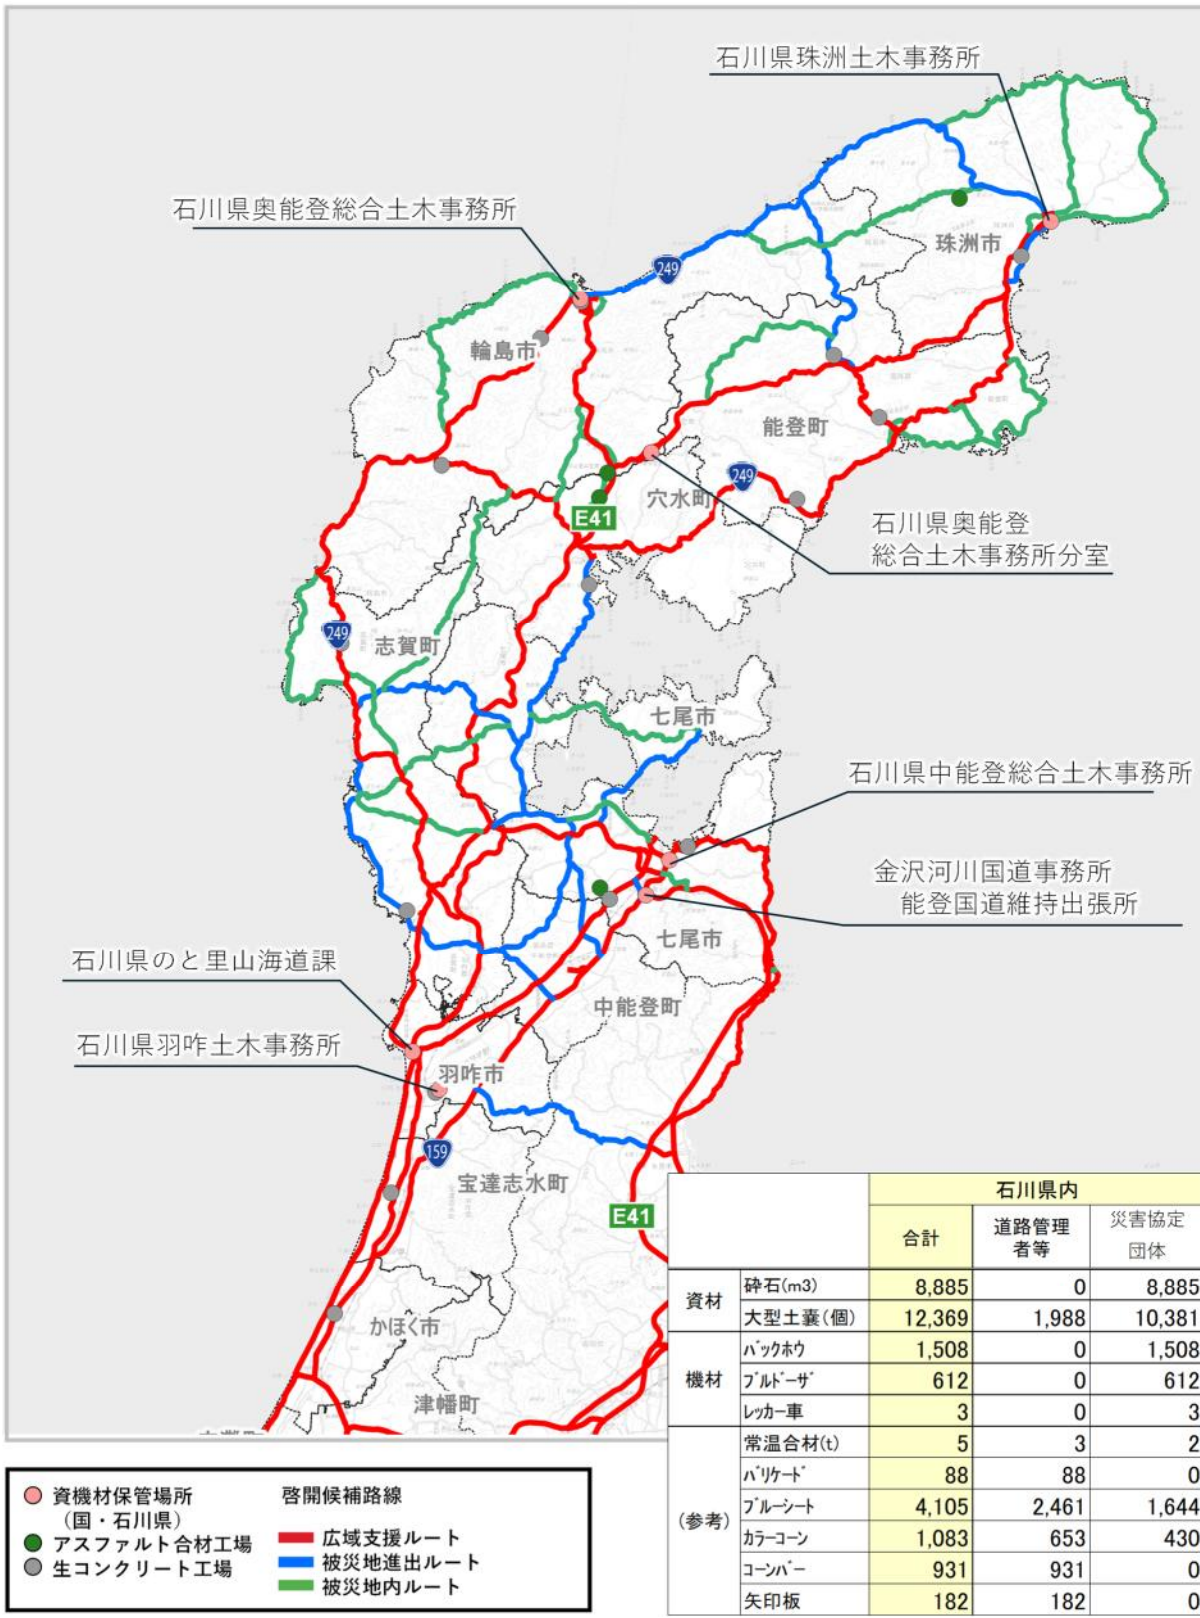 石川県珠洲土木事務所
石川県奥能登総合土木事務所
249
珠洲市
輪島市
能登町
249
穴水町
E41
石川県奥能登
総合土木事務所分室
249
志賀町
七尾市
石川県中能登総合土木事務所
金沢河川国道事務所
能登国道維持出張所
七尾市
石川県のと里山海道課
中能登町
石川県羽咋土木事務所
羽咋市
159
宝達志水町
E41
かほく市
津幡町
石川県内
合計 道路管理者等 災害協定団体
資材 砕石(m3) 8,885 0 8,885
大型土嚢(個) 12,369 1,988 10,381
機材 バックホウ 1,508 0 1,508
ブルドーザ 612 0 612
レッカー車 3 0 3
(参考) 常温合材(t) 5 3 2
バリケード 88 88 0
ブルーシート 4,105 2,461 1,644
カラーコーン 1,083 653 430
コーンバー 931 931 0
矢印板 182 182 0
資機材保管場所
(国・石川県)
アスファルト合材工場
生コンクリート工場
啓開候補路線
広域支援ルート
被災地進出ルート
被災地内ルート